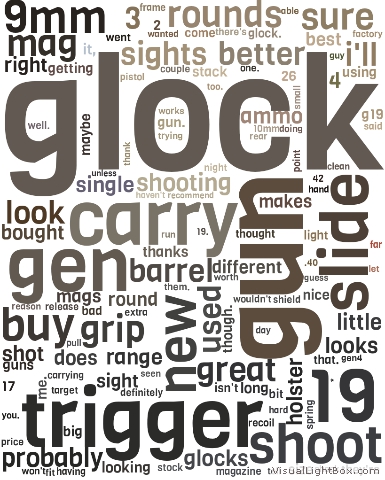 9mm 3 frame rounds able sure
mag it, went 2 wanted come there's glock. best factory
right getting sights better guy i'll
pistol couple stack one. 4 using
glock
well. maybe works gun. trying too. 26 small ammo g19 said
thank 10mm doing rear point clean
unless night 42 hand
single shooting haven't recommend makes
look carry gun slide
bought run 19. thought light far
gen thanks .40 let
barrel different guess
mags round them. worth wouldn't shield nice
reason release bad extra new used though. day little
buy pull grip looks
shot does range great that. gen4
guns me. carrying sight seen isn't long holster
17 target definitely bit 19
you. trigger hard spring
big recoil
price probably shoot
won't fit having looking stock glocks magazine
VisualLightBox.com